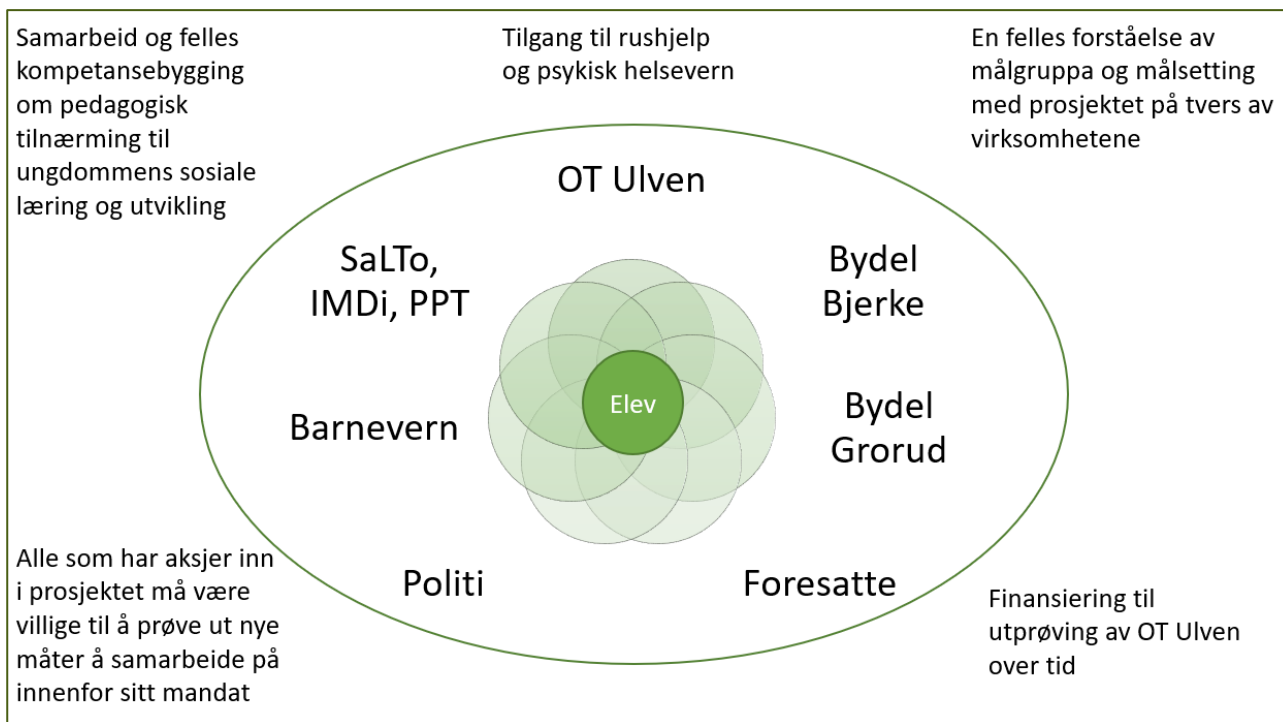 Samarbeid og felles
kompetansebygging
om pedagogisk
tilnærming til
ungdommens sosiale
læring og utvikling
Tilgang til rushjelp
og psykisk helsevern
En felles forståelse av
målgruppa og målsetting
med prosjektet på tvers av
virksomhetene
OT Ulven
SaLTo,
IMDi, PPT
Bydel
Bjerke
Elev
Barnevern
Bydel
Grorud
Politi
Foresatte
Alle som har aksjer inn
i prosjektet må være
villige til å prøve ut nye
måter å samarbeide på
innenfor sitt mandat
Finansiering til
utprøving av OT Ulven
over tid